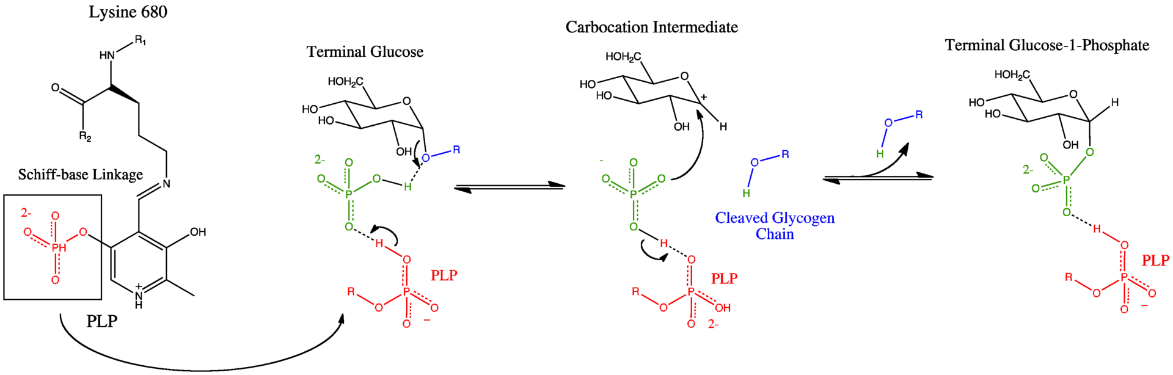 Lysine 680
HN
R₁
O
R₂
Schiff-base Linkage
N
2-
O
O
PH
O
O
OH
N
+
H
PLP
Terminal Glucose
HOH₂C
HO
HO
O
OH
O
R
2-
O
O
H
P
O
O
H
O
PLP
R
O
P
O
O
–
Carbocation Intermediate
HOH₂C
HO
HO
O
OH
+
H
-
O
O
P
O
O
H
H
O
R
Cleaved Glycogen
Chain
O
PLP
R
O
P
OH
O
2-
O
R
H
Terminal Glucose-1-Phosphate
HOH₂C
HO
HO
O
H
OH
O
2-
O
P
O
O
H
O
PLP
R
O
P
O
O
–